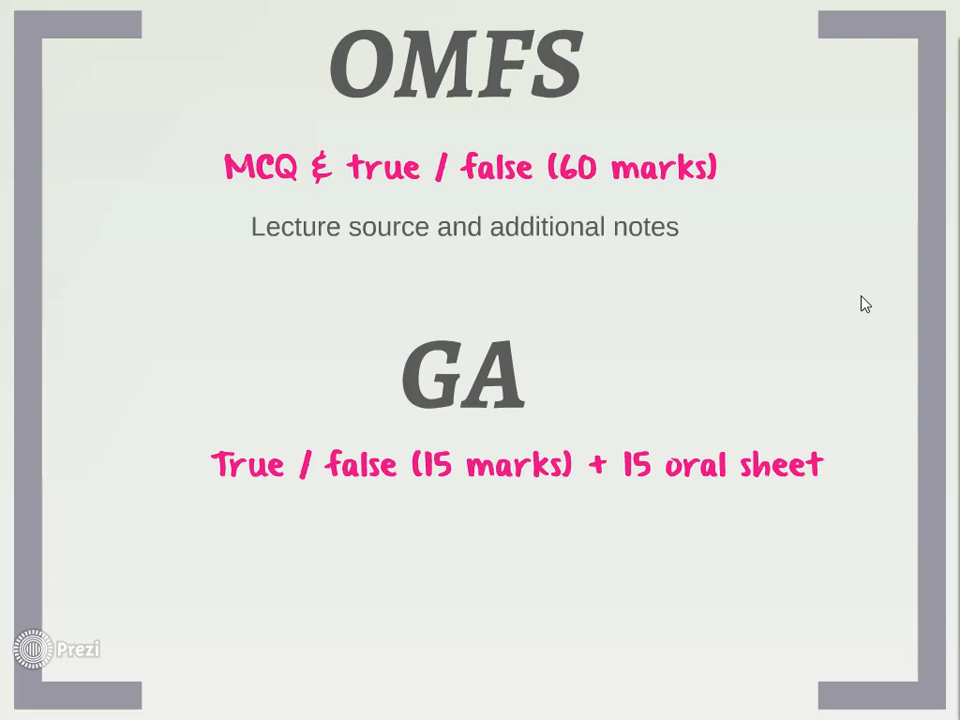 OMFS
MCQ & true / false (60 marks)
Lecture source and additional notes
GA
True / false (15 marks) + 15 oral sheet
Prezi